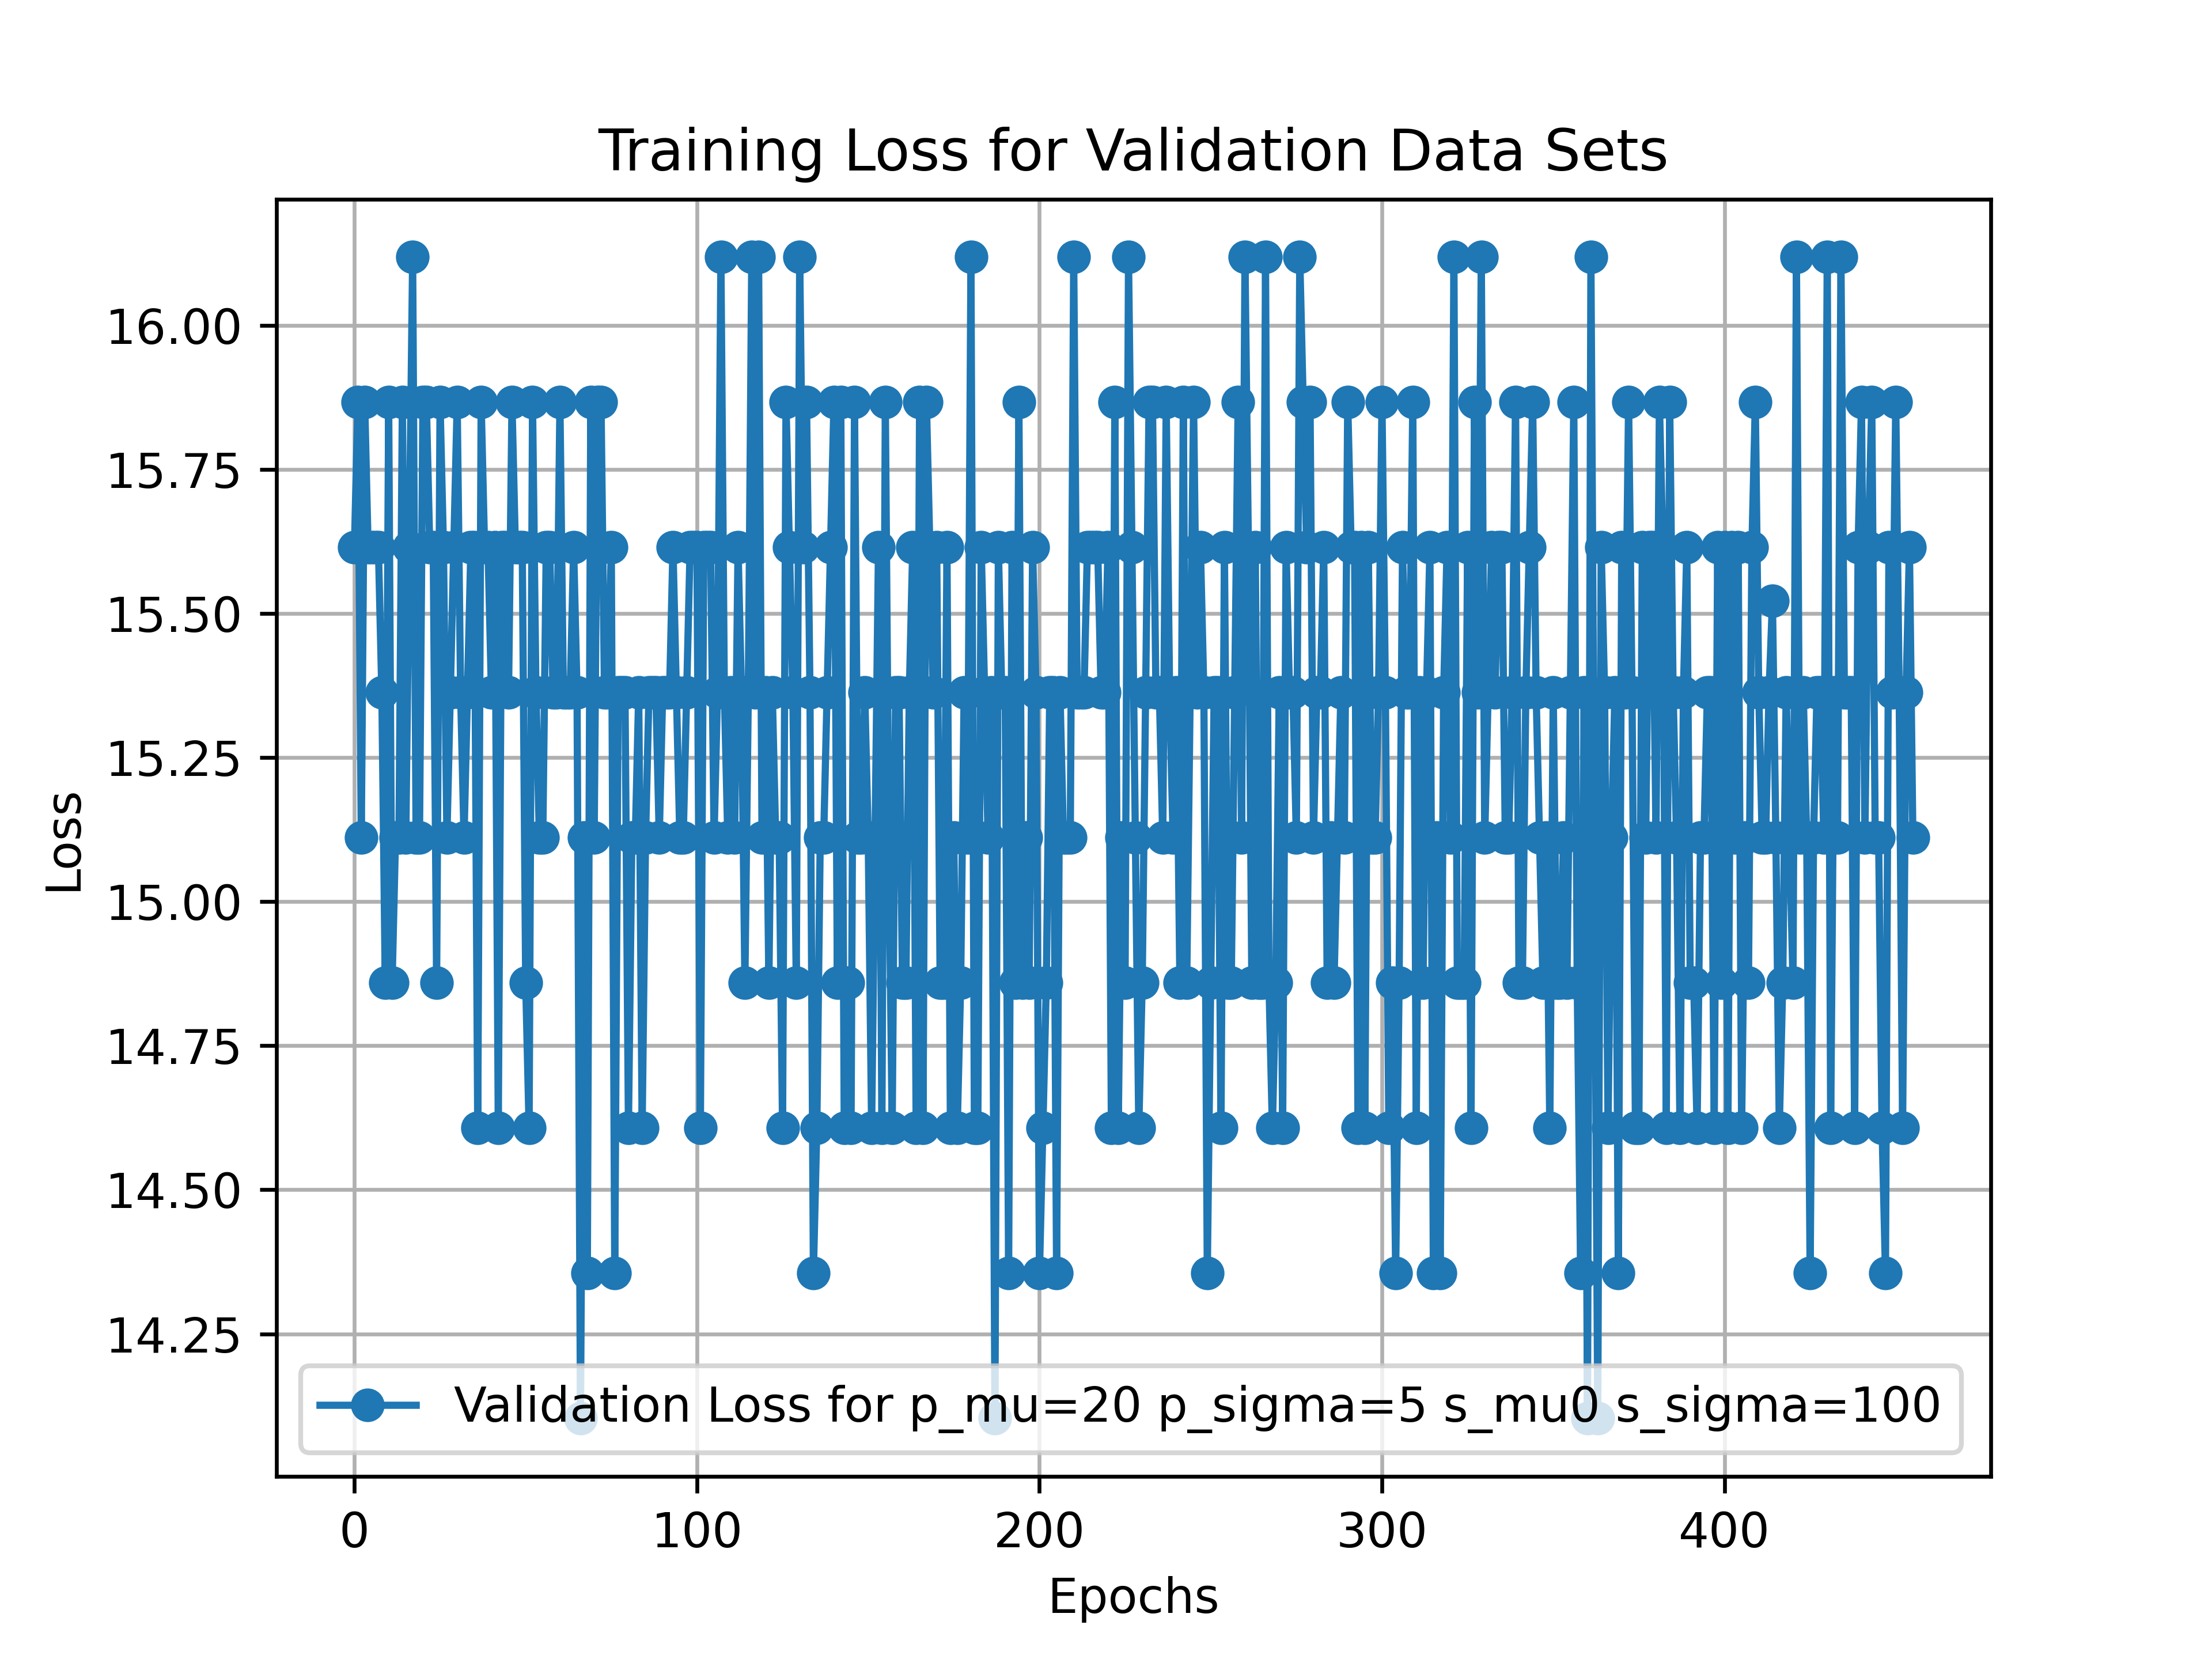 Training Loss for Validation Data Sets
16.00
15.75
15.50
15.25
15.00
14.75
14.50
14.25
Loss
Validation Loss for p_mu=20 p_sigma=5 s_mu0 s_sigma=100
0 100 200 300 400
Epochs